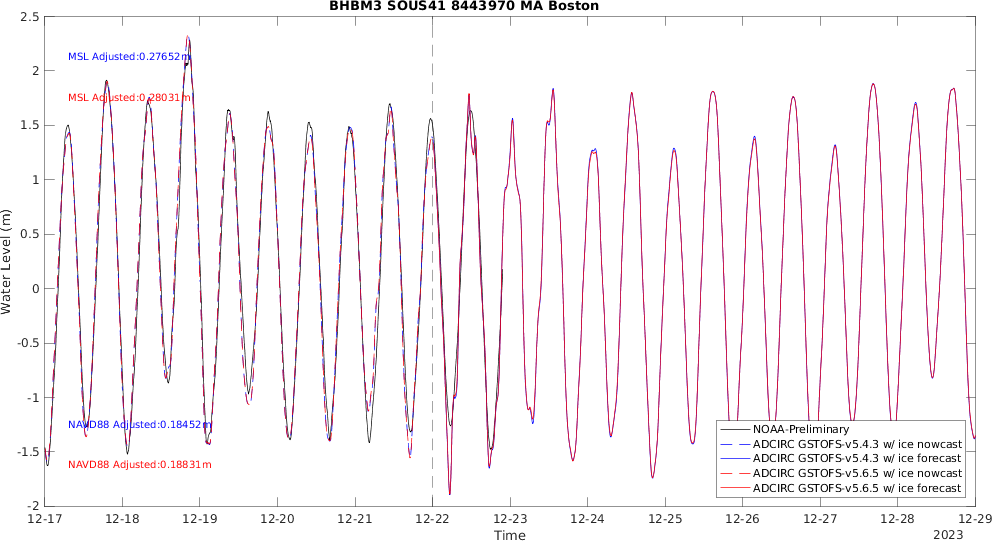 BHBM3 SOUS41 8443970 MA Boston
2.5
2
1.5
1
0.5
0
-0.5
-1
-1.5
-2
Water Level (m)
MSL Adjusted:0.27652m
MSL Adjusted:0.28031m
NAVD88 Adjusted:0.18452m
NAVD88 Adjusted:0.18831m
NOAA-Preliminary
ADCIRC GSTOFS-v5.4.3 w/ ice nowcast
ADCIRC GSTOFS-v5.4.3 w/ ice forecast
ADCIRC GSTOFS-v5.6.5 w/ ice nowcast
ADCIRC GSTOFS-v5.6.5 w/ ice forecast
12-17 12-18 12-19 12-20 12-21 12-22 12-23 12-24 12-25 12-26 12-27 12-28 12-29
Time
2023